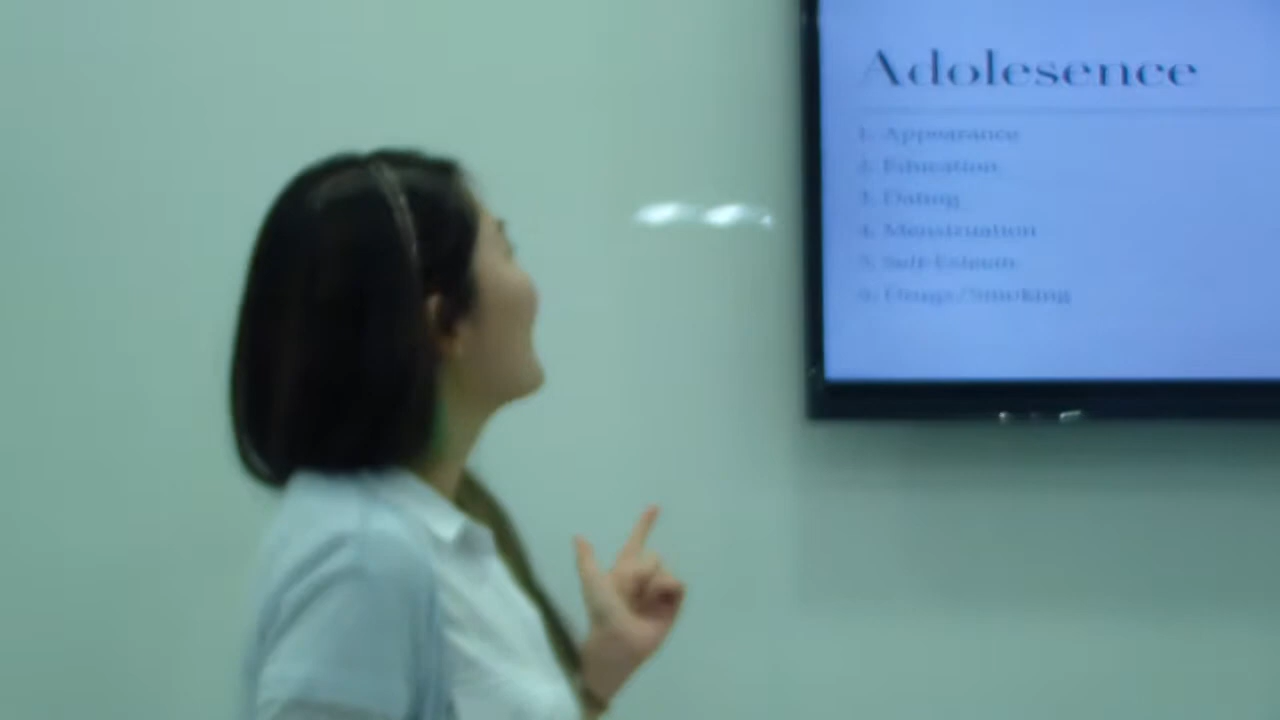 Adolesence
1. Appearance
2. Education
3. Dating
4. Menstruation
5. Self-Esteem
6. Drugs/Smoking